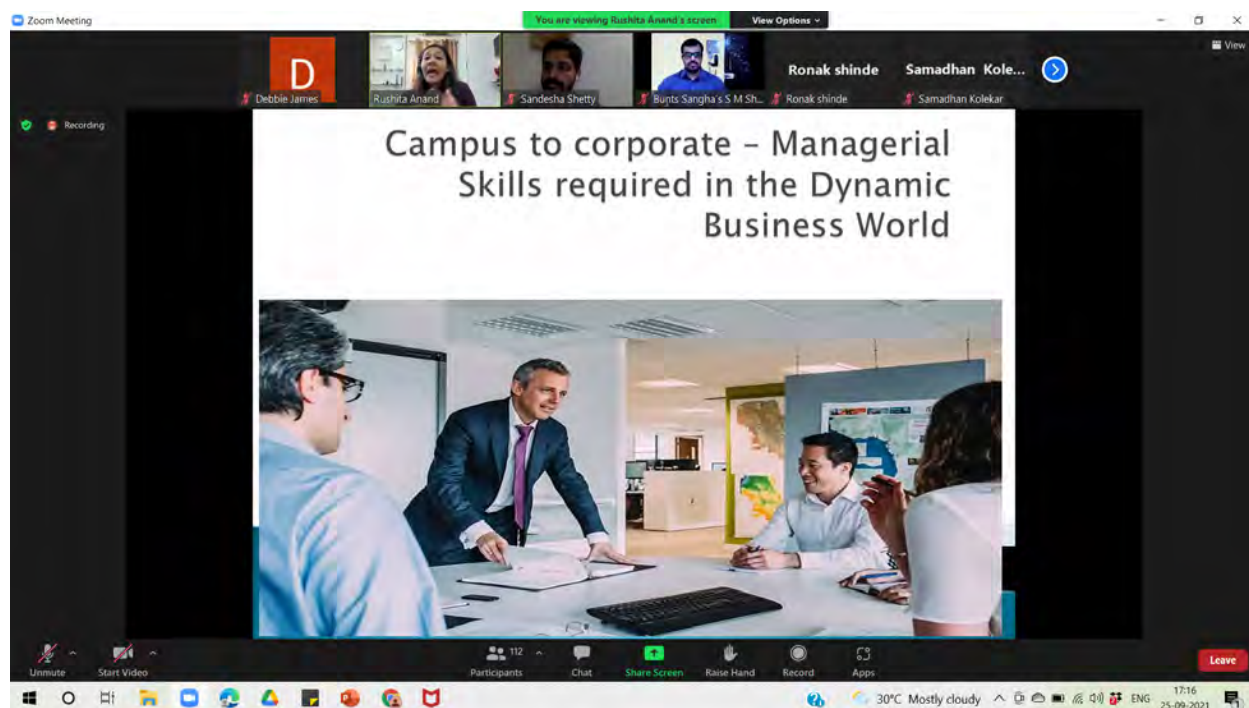 Zoom Meeting
You are viewing Rushita Anand's screen
View Options
View
D
Ronak shinde
Samadhan Kole...
Debbie James
Rushita Anand
Sandesha Shetty
Bunts Sangha's S M Sh...
Ronak shinde
Samadhan Kolekar
Recording
Campus to corporate – Managerial
Skills required in the Dynamic
Business World
Unmute
Start Video
112
Participants
Chat
Share Screen
Raise Hand
Record
Apps
Leave
30°C Mostly cloudy
ENG
17:16
25-09-2021